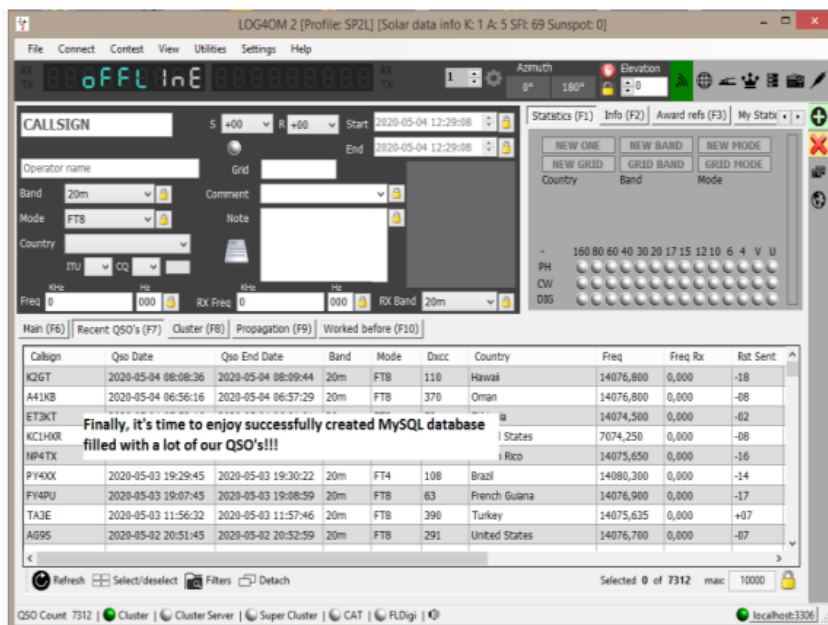 LOG4OM 2 [Profile: SP2L] [Solar data info K: 1 A: 5 SFI: 69 Sunspot: 0]
File Connect Contest View Utilities Settings Help
RX TX oFFLInE RX TX 1 Azimuth 0° 180° Elevation 0
CALLSIGN S +00 R +00 Start 2020-05-04 12:29:08
End 2020-05-04 12:29:08
Operator name Grid
Band 20m Comment
Mode FT8 Note
Country
ITU CQ
KHz Hz KHz Hz
Freq 0 000 RX Freq 0 000 RX Band 20m
Statistics (F1) Info (F2) Award refs (F3) My Static
NEW ONE NEW BAND NEW MODE
NEW GRID GRID BAND GRID MODE
Country Band Mode
- 160 80 60 40 30 20 17 15 12 10 6 4 V U
PH
CW
DIG
Main (F6) Recent QSO's (F7) Cluster (F8) Propagation (F9) Worked before (F10)
Callsign Qso Date Qso End Date Band Mode Dxcc Country Freq Freq Rx Rst Sent
K2GT 2020-05-04 08:08:36 2020-05-04 08:09:44 20m FT8 110 Hawaii 14076,800 0,000 -18
A41KB 2020-05-04 06:56:16 2020-05-04 06:57:29 20m FT8 370 Oman 14076,800 0,000 -08
ET3KT 14074,500 0,000 -02
KC1HXR States 7074,250 0,000 -08
NP4TX Rico 14075,650 0,000 -16
Finally, it's time to enjoy successfully created MySQL database
filled with a lot of our QSO's!!!
PY4XX 2020-05-03 19:29:45 2020-05-03 19:30:22 20m FT4 108 Brazil 14080,300 0,000 -14
FY4PU 2020-05-03 19:07:45 2020-05-03 19:08:59 20m FT8 63 French Guiana 14076,900 0,000 -17
TA3E 2020-05-03 11:56:32 2020-05-03 11:57:46 20m FT8 390 Turkey 14075,635 0,000 +07
AG9S 2020-05-02 20:51:45 2020-05-02 20:52:59 20m FT8 291 United States 14076,700 0,000 -07
Refresh Select/deselect Filters Detach Selected 0 of 7312 max: 10000
QSO Count 7312 | Cluster | Cluster Server | Super Cluster | CAT | FLDigi | localhost:3306